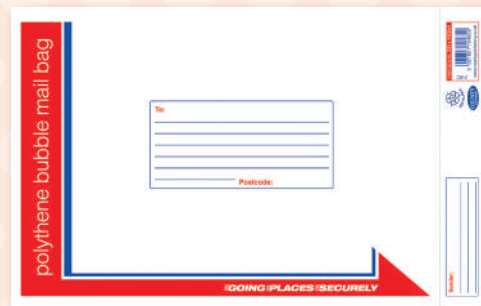 polythene bubble mail bag
To:
Postcode:
GOING PLACES SECURELY
Sender: